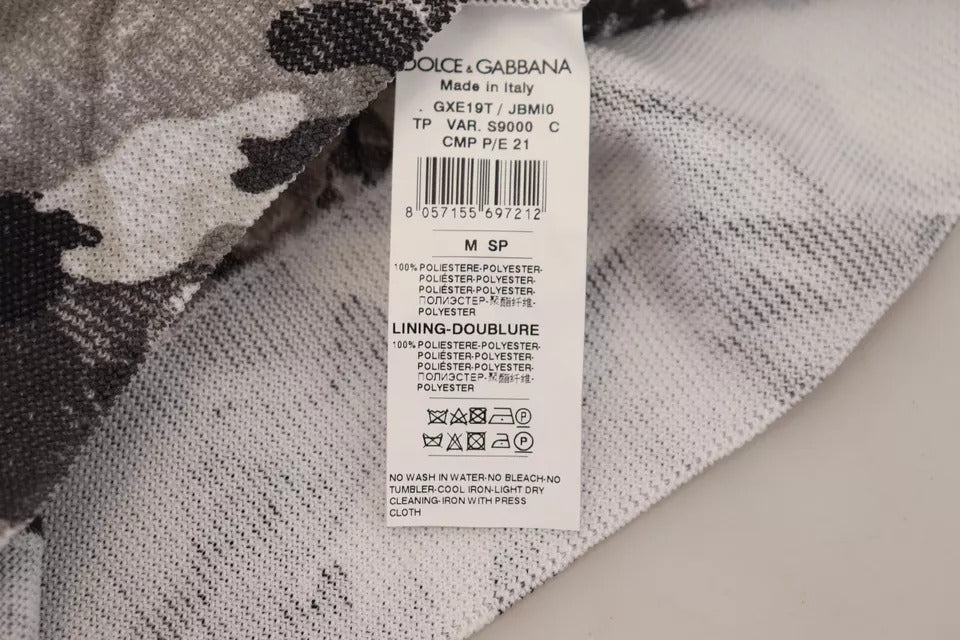 DOLCE & GABBANA
Made in Italy
. GXE19T / JBMI0
TP VAR. S9000 C
CMP P/E 21
8 057155 697212
M SP
100% POLIESTERE-POLYESTER-
POLIÉSTER-POLYESTER-
POLIESTER-POLYESTER-
ПОЛИЭСТЕР-聚酯纤维-
POLYESTER
LINING-DOUBLURE
100% POLIESTERE-POLYESTER-
POLIÉSTER-POLYESTER-
POLIESTER-POLYESTER-
ПОЛИЭСТЕР-聚酯纤维-
POLYESTER
P
P
NO WASH IN WATER-NO BLEACH-NO
TUMBLER-COOL IRON-LIGHT DRY
CLEANING-IRON WITH PRESS
CLOTH